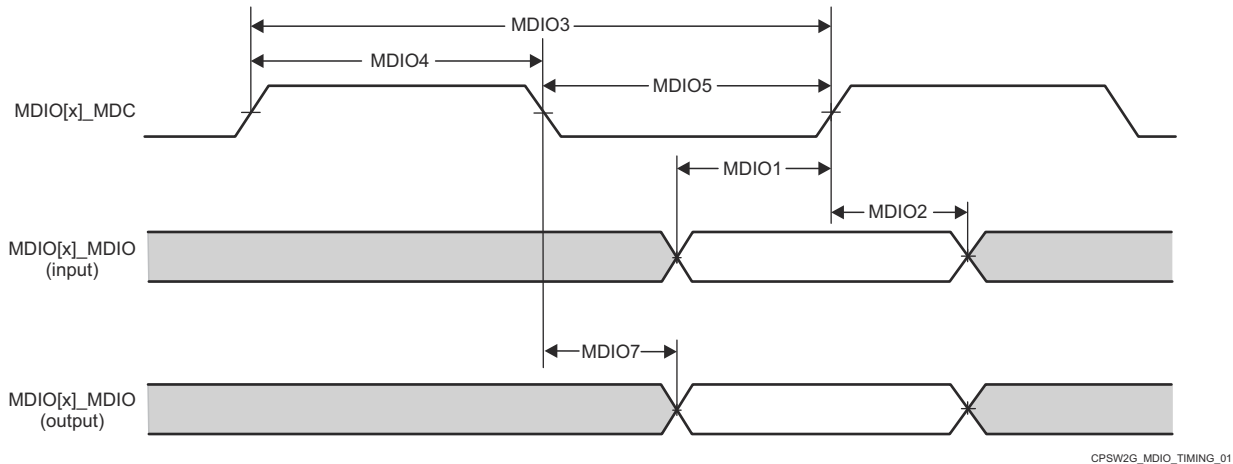 MDIO3
MDIO4
MDIO5
MDIO[x]_MDC
MDIO1
MDIO2
MDIO[x]_MDIO
(input)
MDIO7
MDIO[x]_MDIO
(output)
CPSW2G_MDIO_TIMING_01